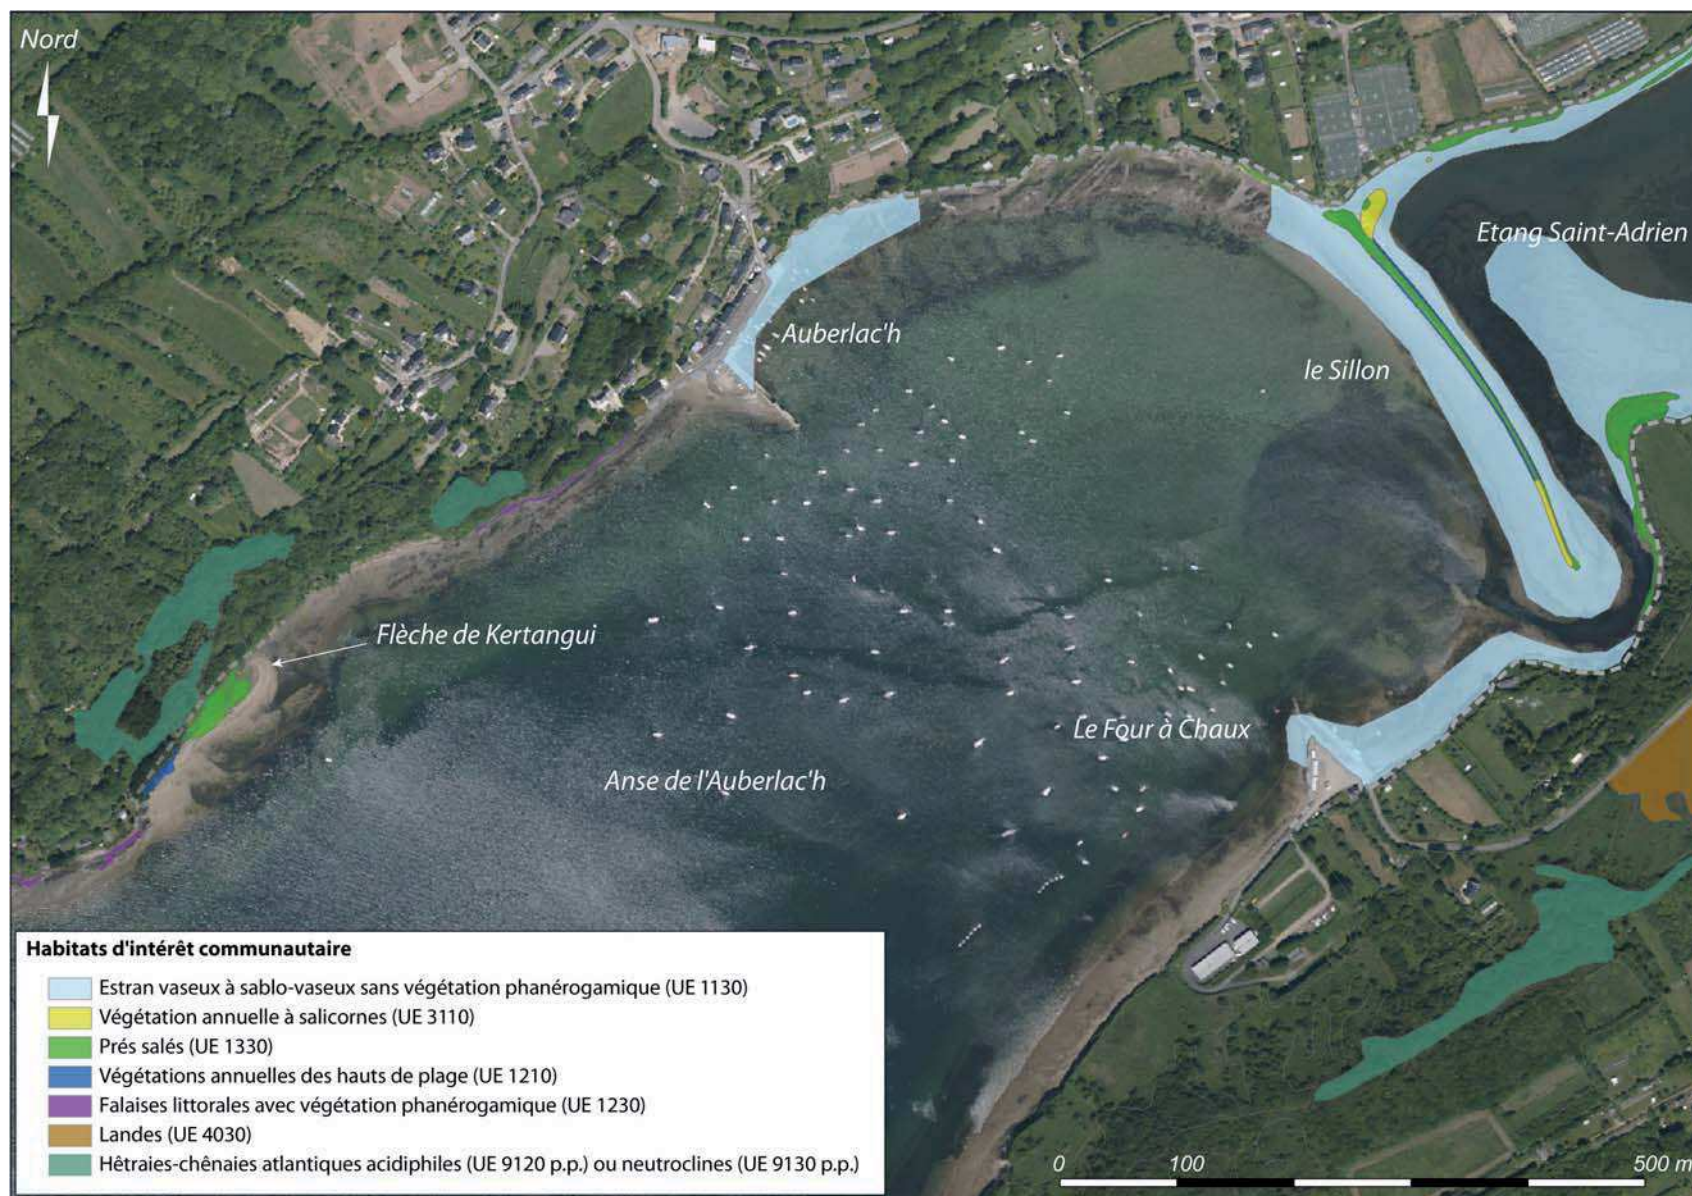 Nord
Etang Saint-Adrien
Auberlac'h
le Sillon
Flèche de Kertangui
Le Four à Chaux
Anse de l'Auberlac'h
Habitats d'intérêt communautaire
Estran vaseux à sablo-vaseux sans végétation phanérogamique (UE 1130)
Végétation annuelle à salicornes (UE 3110)
Prés salés (UE 1330)
Végétations annuelles des hauts de plage (UE 1210)
Falaises littorales avec végétation phanérogamique (UE 1230)
Landes (UE 4030)
Hêtraies-chênaies atlantiques acidiphiles (UE 9120 p.p.) ou neutroclines (UE 9130 p.p.)
0 100 500 m